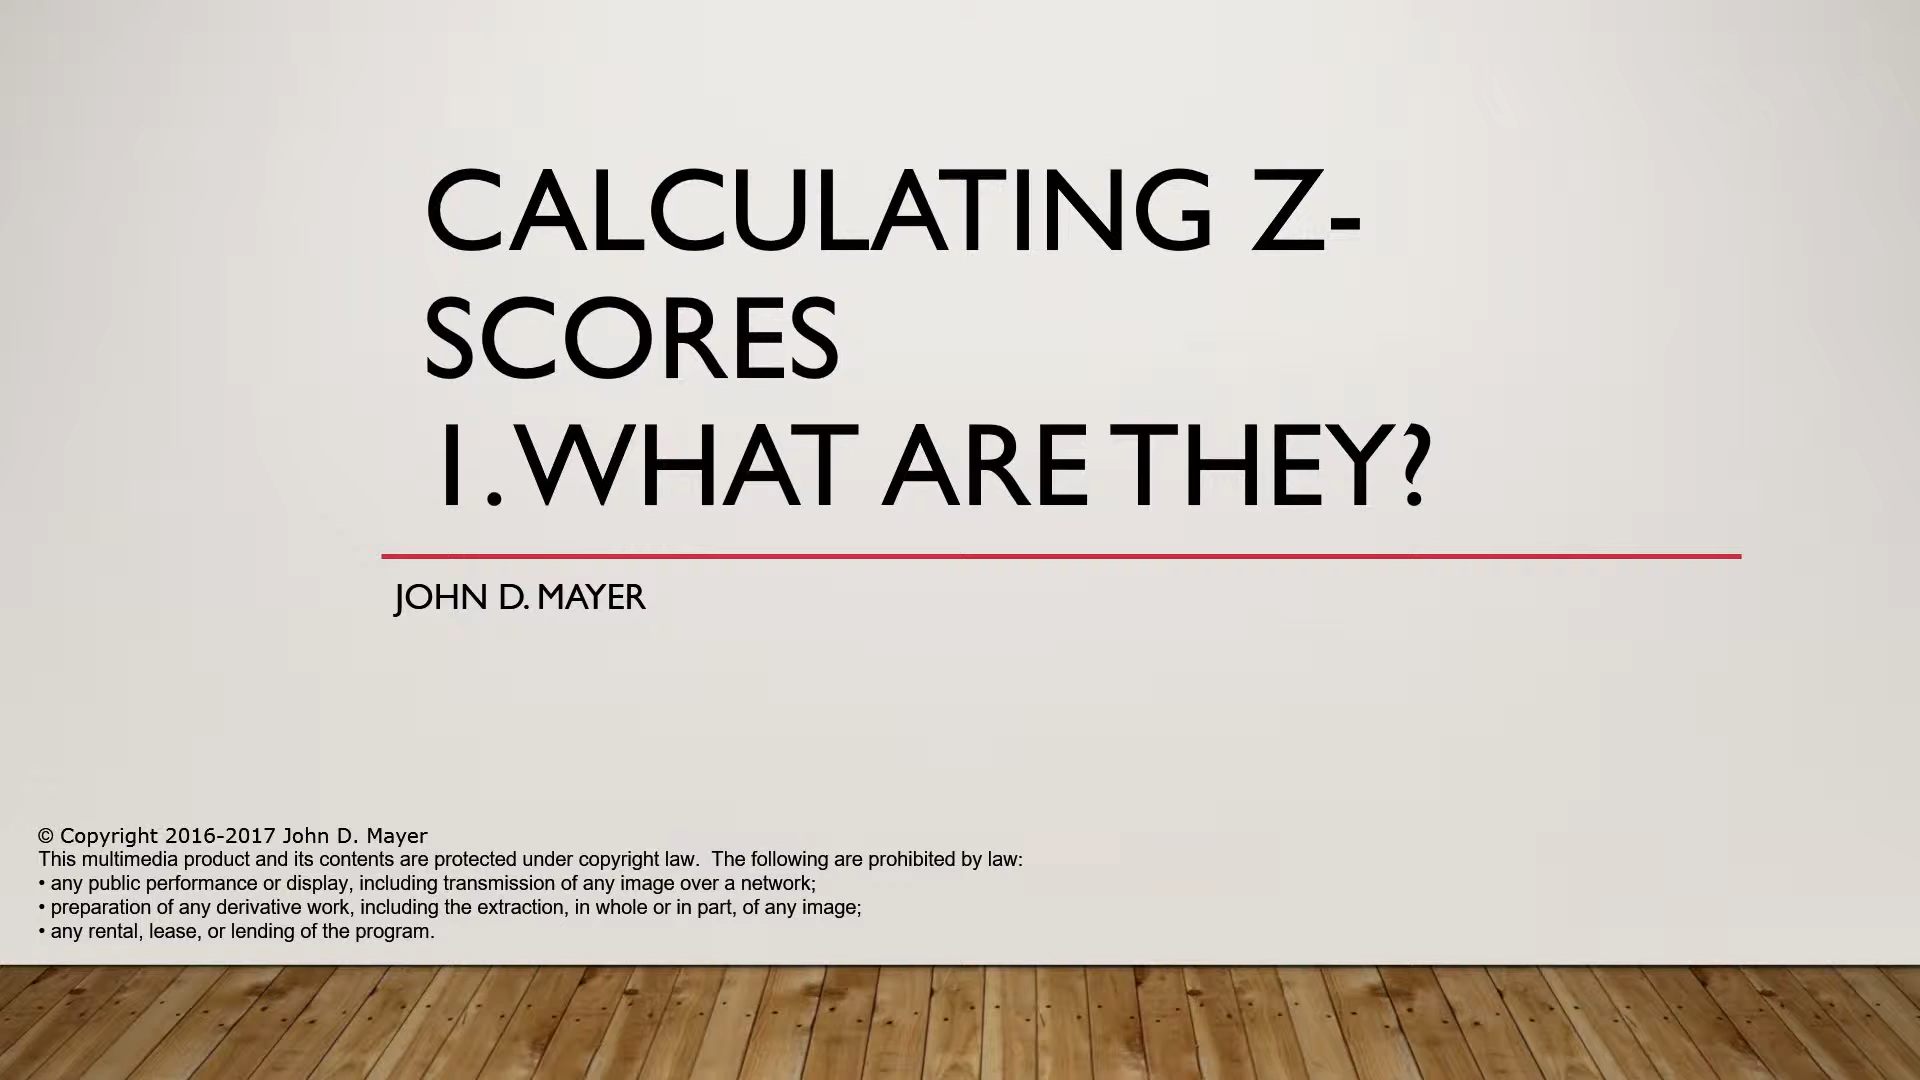 CALCULATING Z-
SCORES
1. WHAT ARE THEY?
JOHN D. MAYER
© Copyright 2016-2017 John D. Mayer
This multimedia product and its contents are protected under copyright law.  The following are prohibited by law:
• any public performance or display, including transmission of any image over a network;
• preparation of any derivative work, including the extraction, in whole or in part, of any image;
• any rental, lease, or lending of the program.